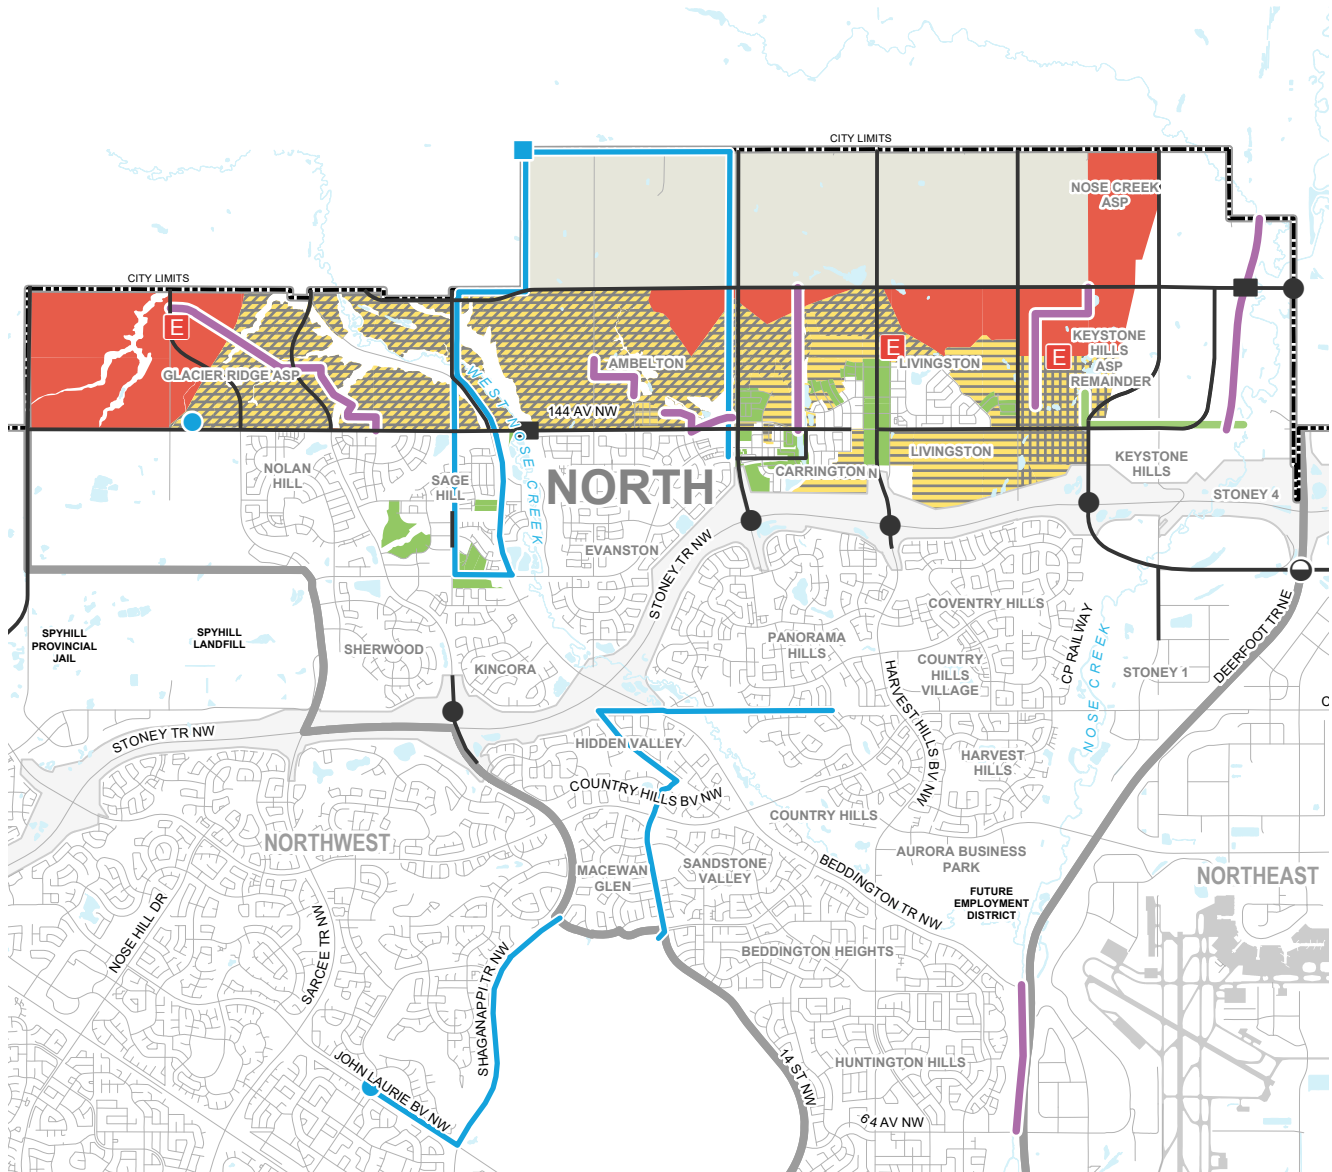 CITY LIMITS
NOSE CREEK
ASP
CITY LIMITS
E
GLACIER RIDGE ASP
WEST NOSE CREEK
AMBELTON
144 AV NW
E
LIVINGSTON
E
KEYSTONE
HILLS
ASP
REMAINDER
LIVINGSTON
CARRINGTON
N
KEYSTONE
HILLS
STONEY 4
NOLAN
HILL
SAGE
HILL
NORTH
EVANSTON
STONEY TR NW
SPYHILL
PROVINCIAL
JAIL
SPYHILL
LANDFILL
SHERWOOD
KINCORA
PANORAMA
HILLS
COVENTRY HILLS
COUNTRY
HILLS
VILLAGE
CP RAILWAY
NOSE CREEK
STONEY 1
DEERFOOT TR NE
C
STONEY TR NW
HIDDEN VALLEY
HARVEST HILLS BV NW
HARVEST
HILLS
COUNTRY HILLS BV NW
COUNTRY HILLS
NORTHWEST
MACEWAN
GLEN
SANDSTONE
VALLEY
BEDDINGTON TR NW
AURORA BUSINESS
PARK
FUTURE
EMPLOYMENT
DISTRICT
NORTHEAST
NOSE HILL DR
SARCEE TR NW
SHAGANAPPI TR NW
BEDDINGTON HEIGHTS
JOHN LAURIE BV NW
14 ST NW
HUNTINGTON HILLS
64 AV NW